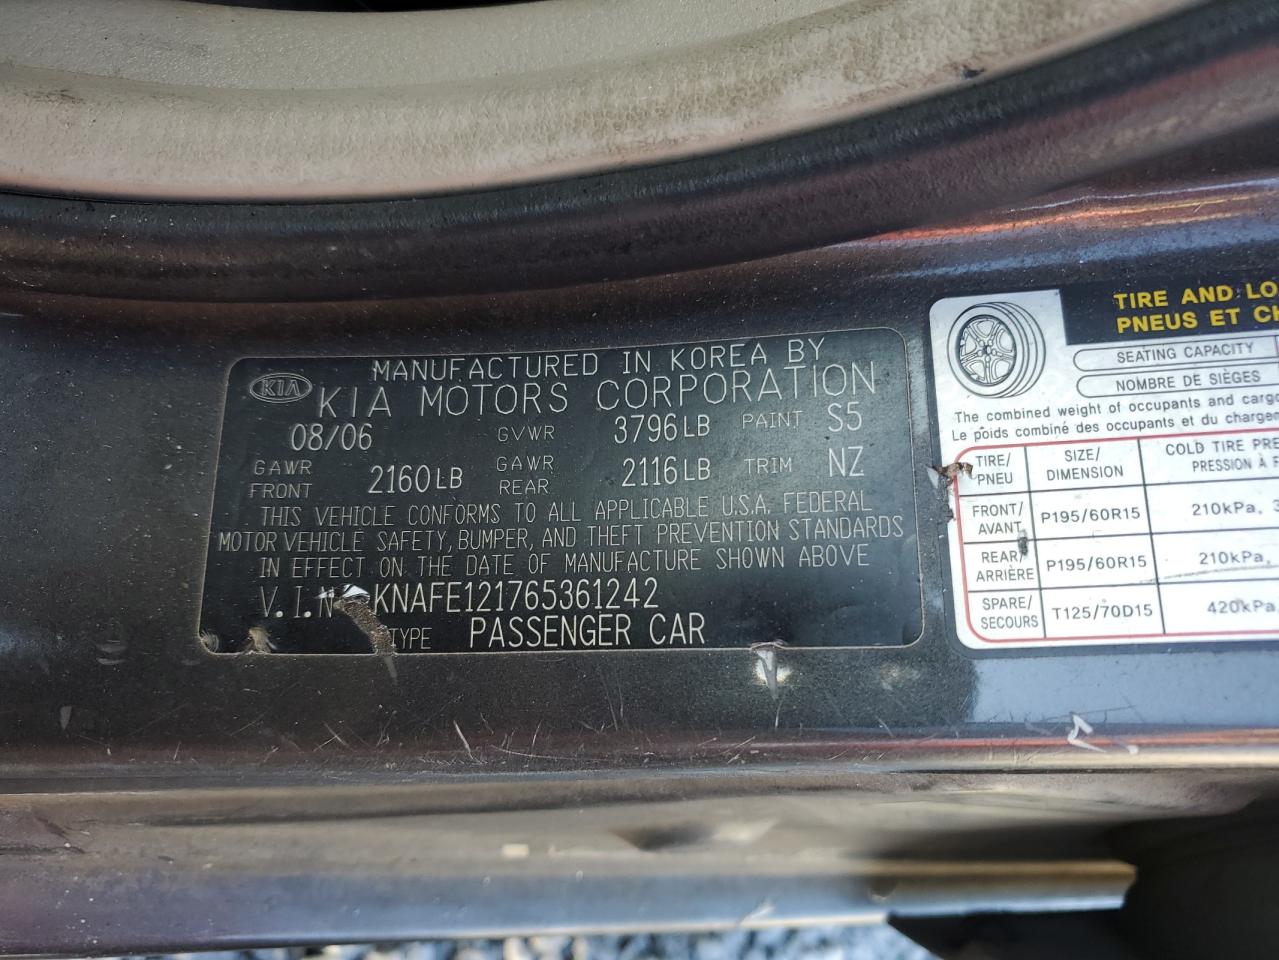 MANUFACTURED IN KOREA BY
KIA KIA MOTORS CORPORATION
08/06 GVWR 3796LB PAINT S5
GAWR FRONT 2160LB GAWR REAR 2116LB TRIM NZ
THIS VEHICLE CONFORMS TO ALL APPLICABLE U.S.A. FEDERAL
MOTOR VEHICLE SAFETY, BUMPER, AND THEFT PREVENTION STANDARDS
IN EFFECT ON THE DATE OF MANUFACTURE SHOWN ABOVE
V.I.N KNAFE121765361242
TYPE PASSENGER CAR
TIRE AND LO
PNEUS ET CH
SEATING CAPACITY
NOMBRE DE SIÈGES
The combined weight of occupants and cargo
Le poids combiné des occupants et du chargem
TIRE/ PNEU SIZE/ DIMENSION COLD TIRE PRE PRESSION À F
FRONT/ AVANT P195/60R15 210kPa, 3
REAR/ ARRIÈRE P195/60R15 210kPa,
SPARE/ SECOURS T125/70D15 420kPa,